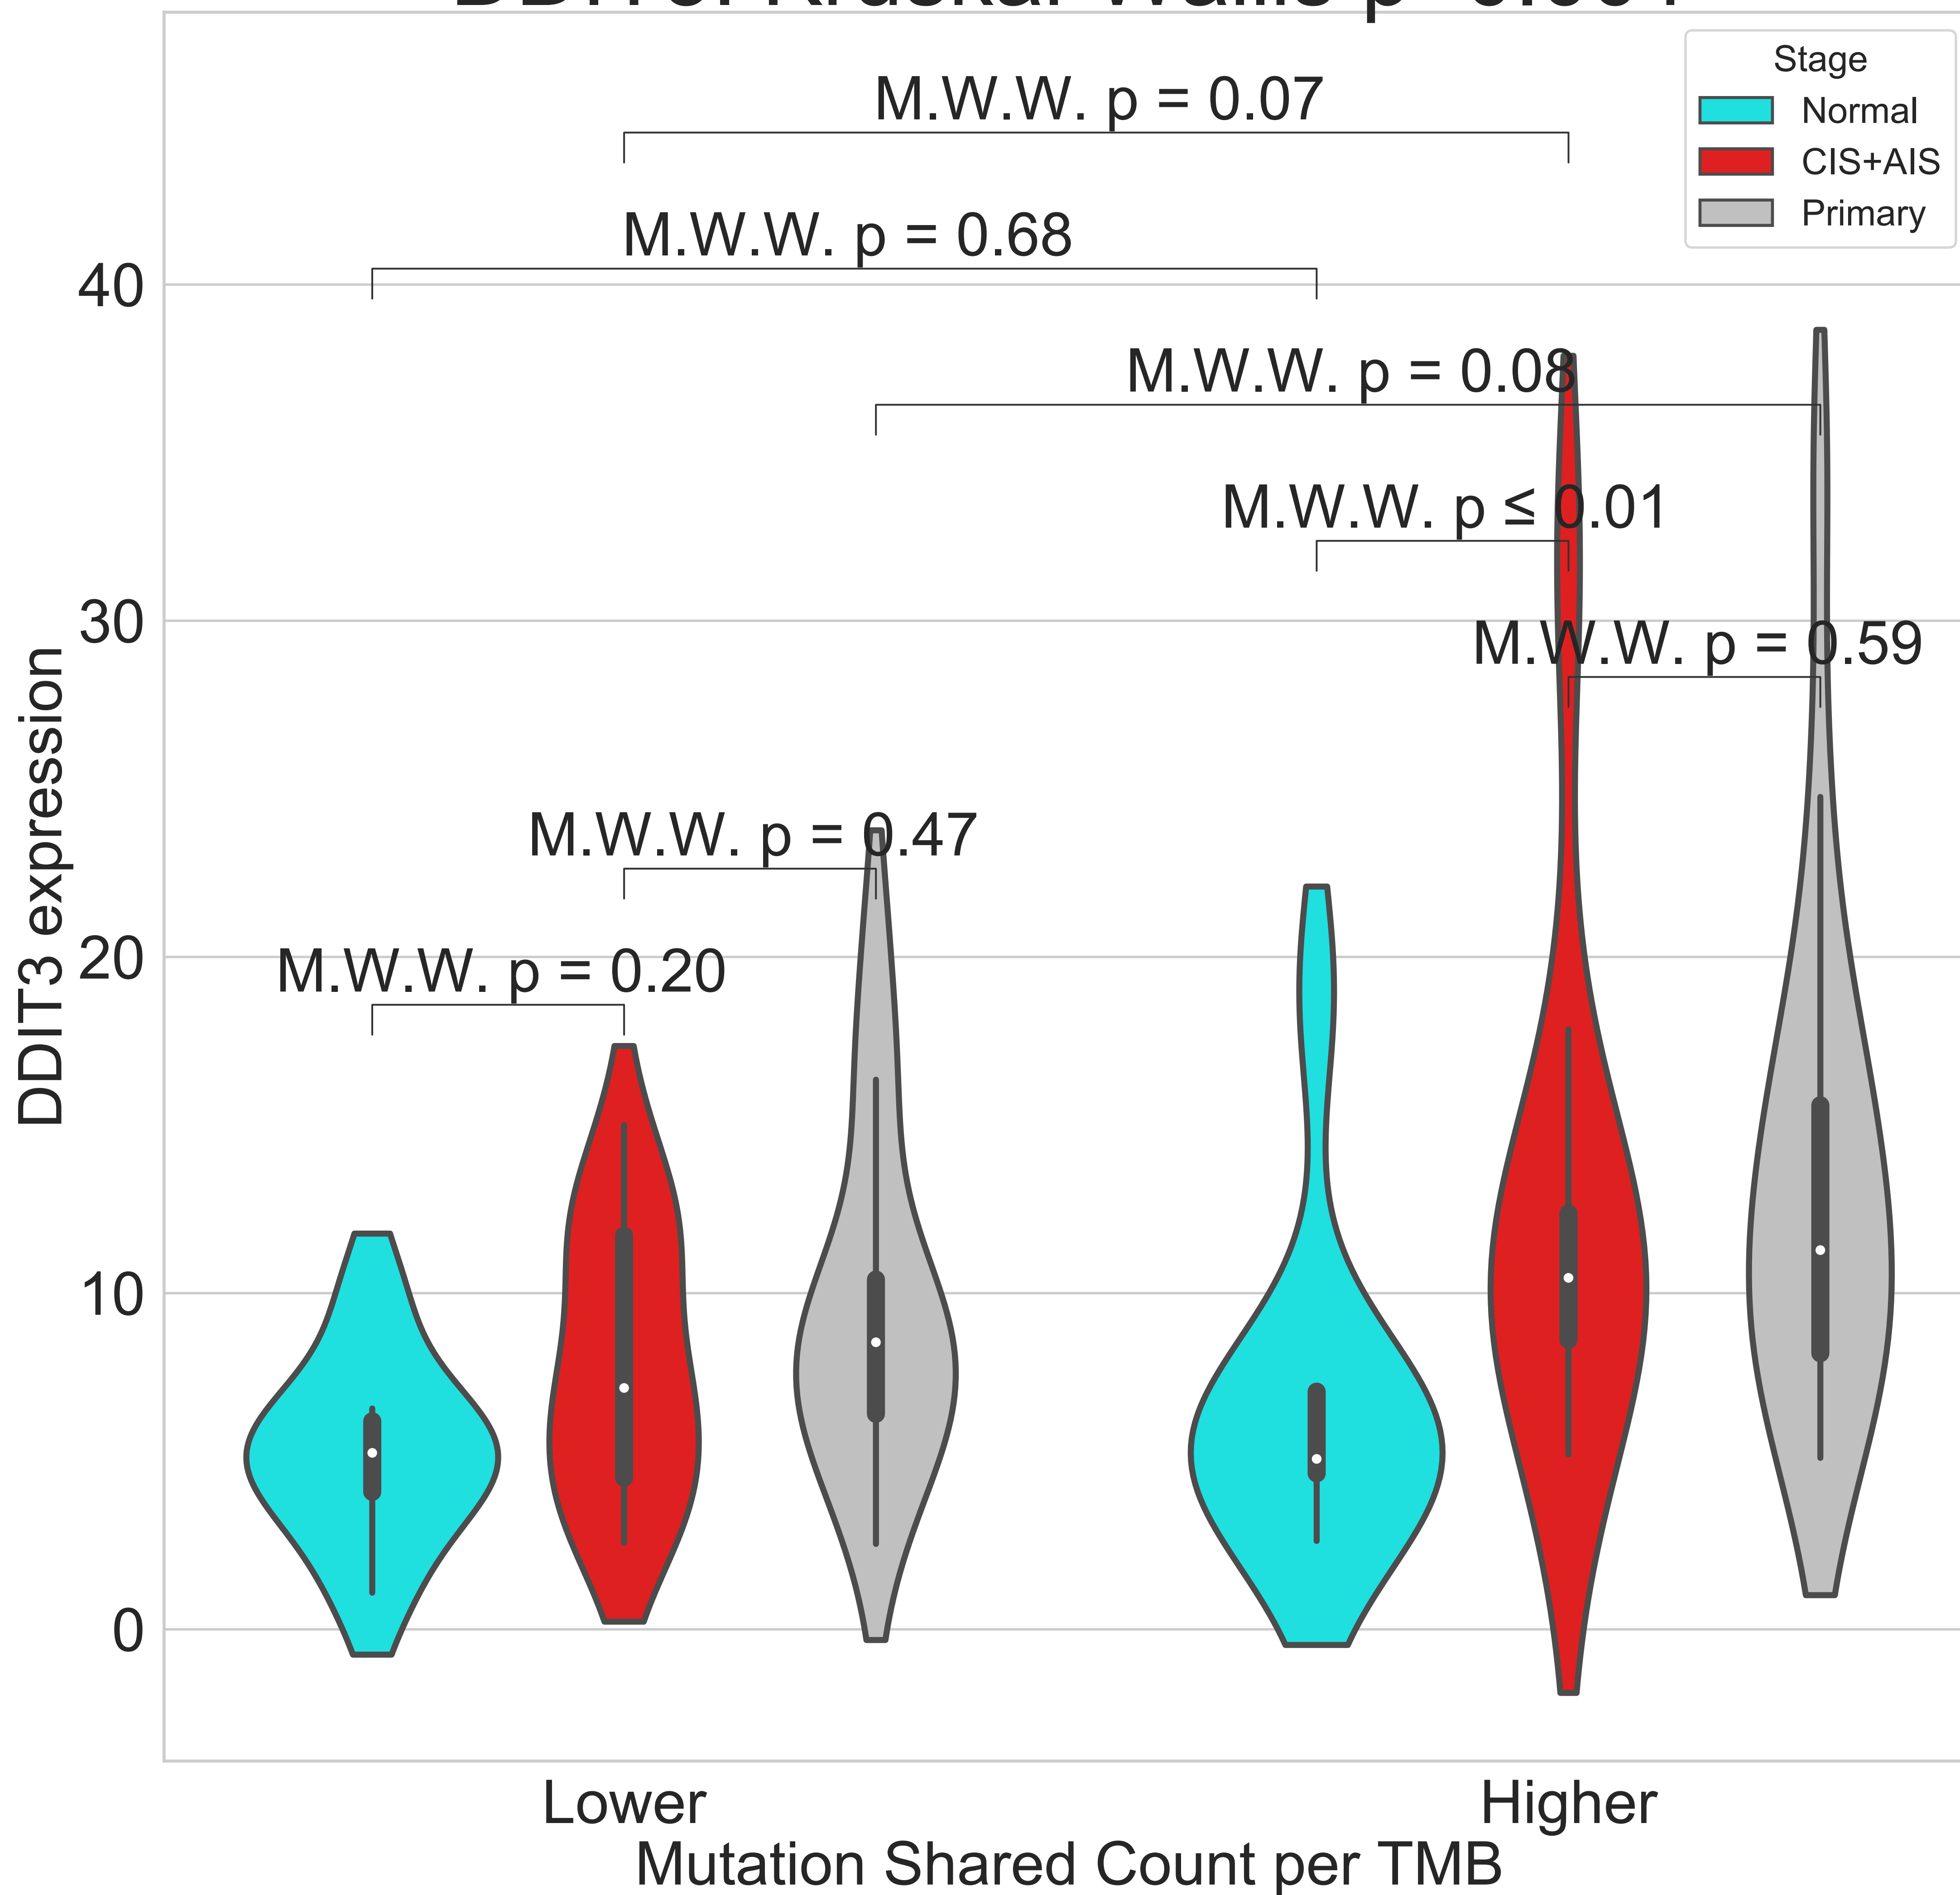 Stage
Normal
CIS+AIS
Primary
M.W.W. p = 0.07
M.W.W. p = 0.68
M.W.W. p = 0.08
M.W.W. p ≤ 0.01
M.W.W. p = 0.59
M.W.W. p = 0.47
M.W.W. p = 0.20
40
30
20
10
0
DDIT3 expression
Lower
Higher
Mutation Shared Count per TMB